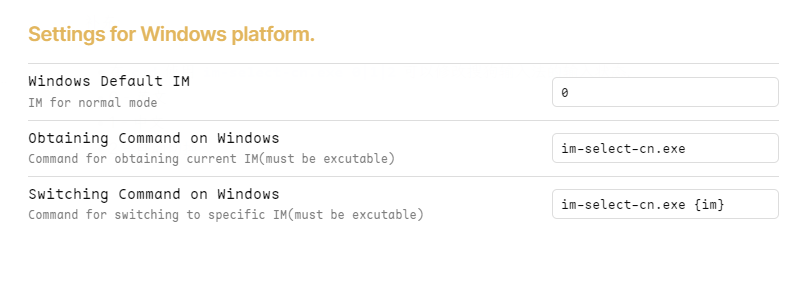 Settings for Windows platform.
Windows Default IM
IM for normal mode
0
Obtaining Command on Windows
Command for obtaining current IM(must be excutable)
im-select-cn.exe
Switching Command on Windows
Command for switching to specific IM(must be excutable)
im-select-cn.exe {im}